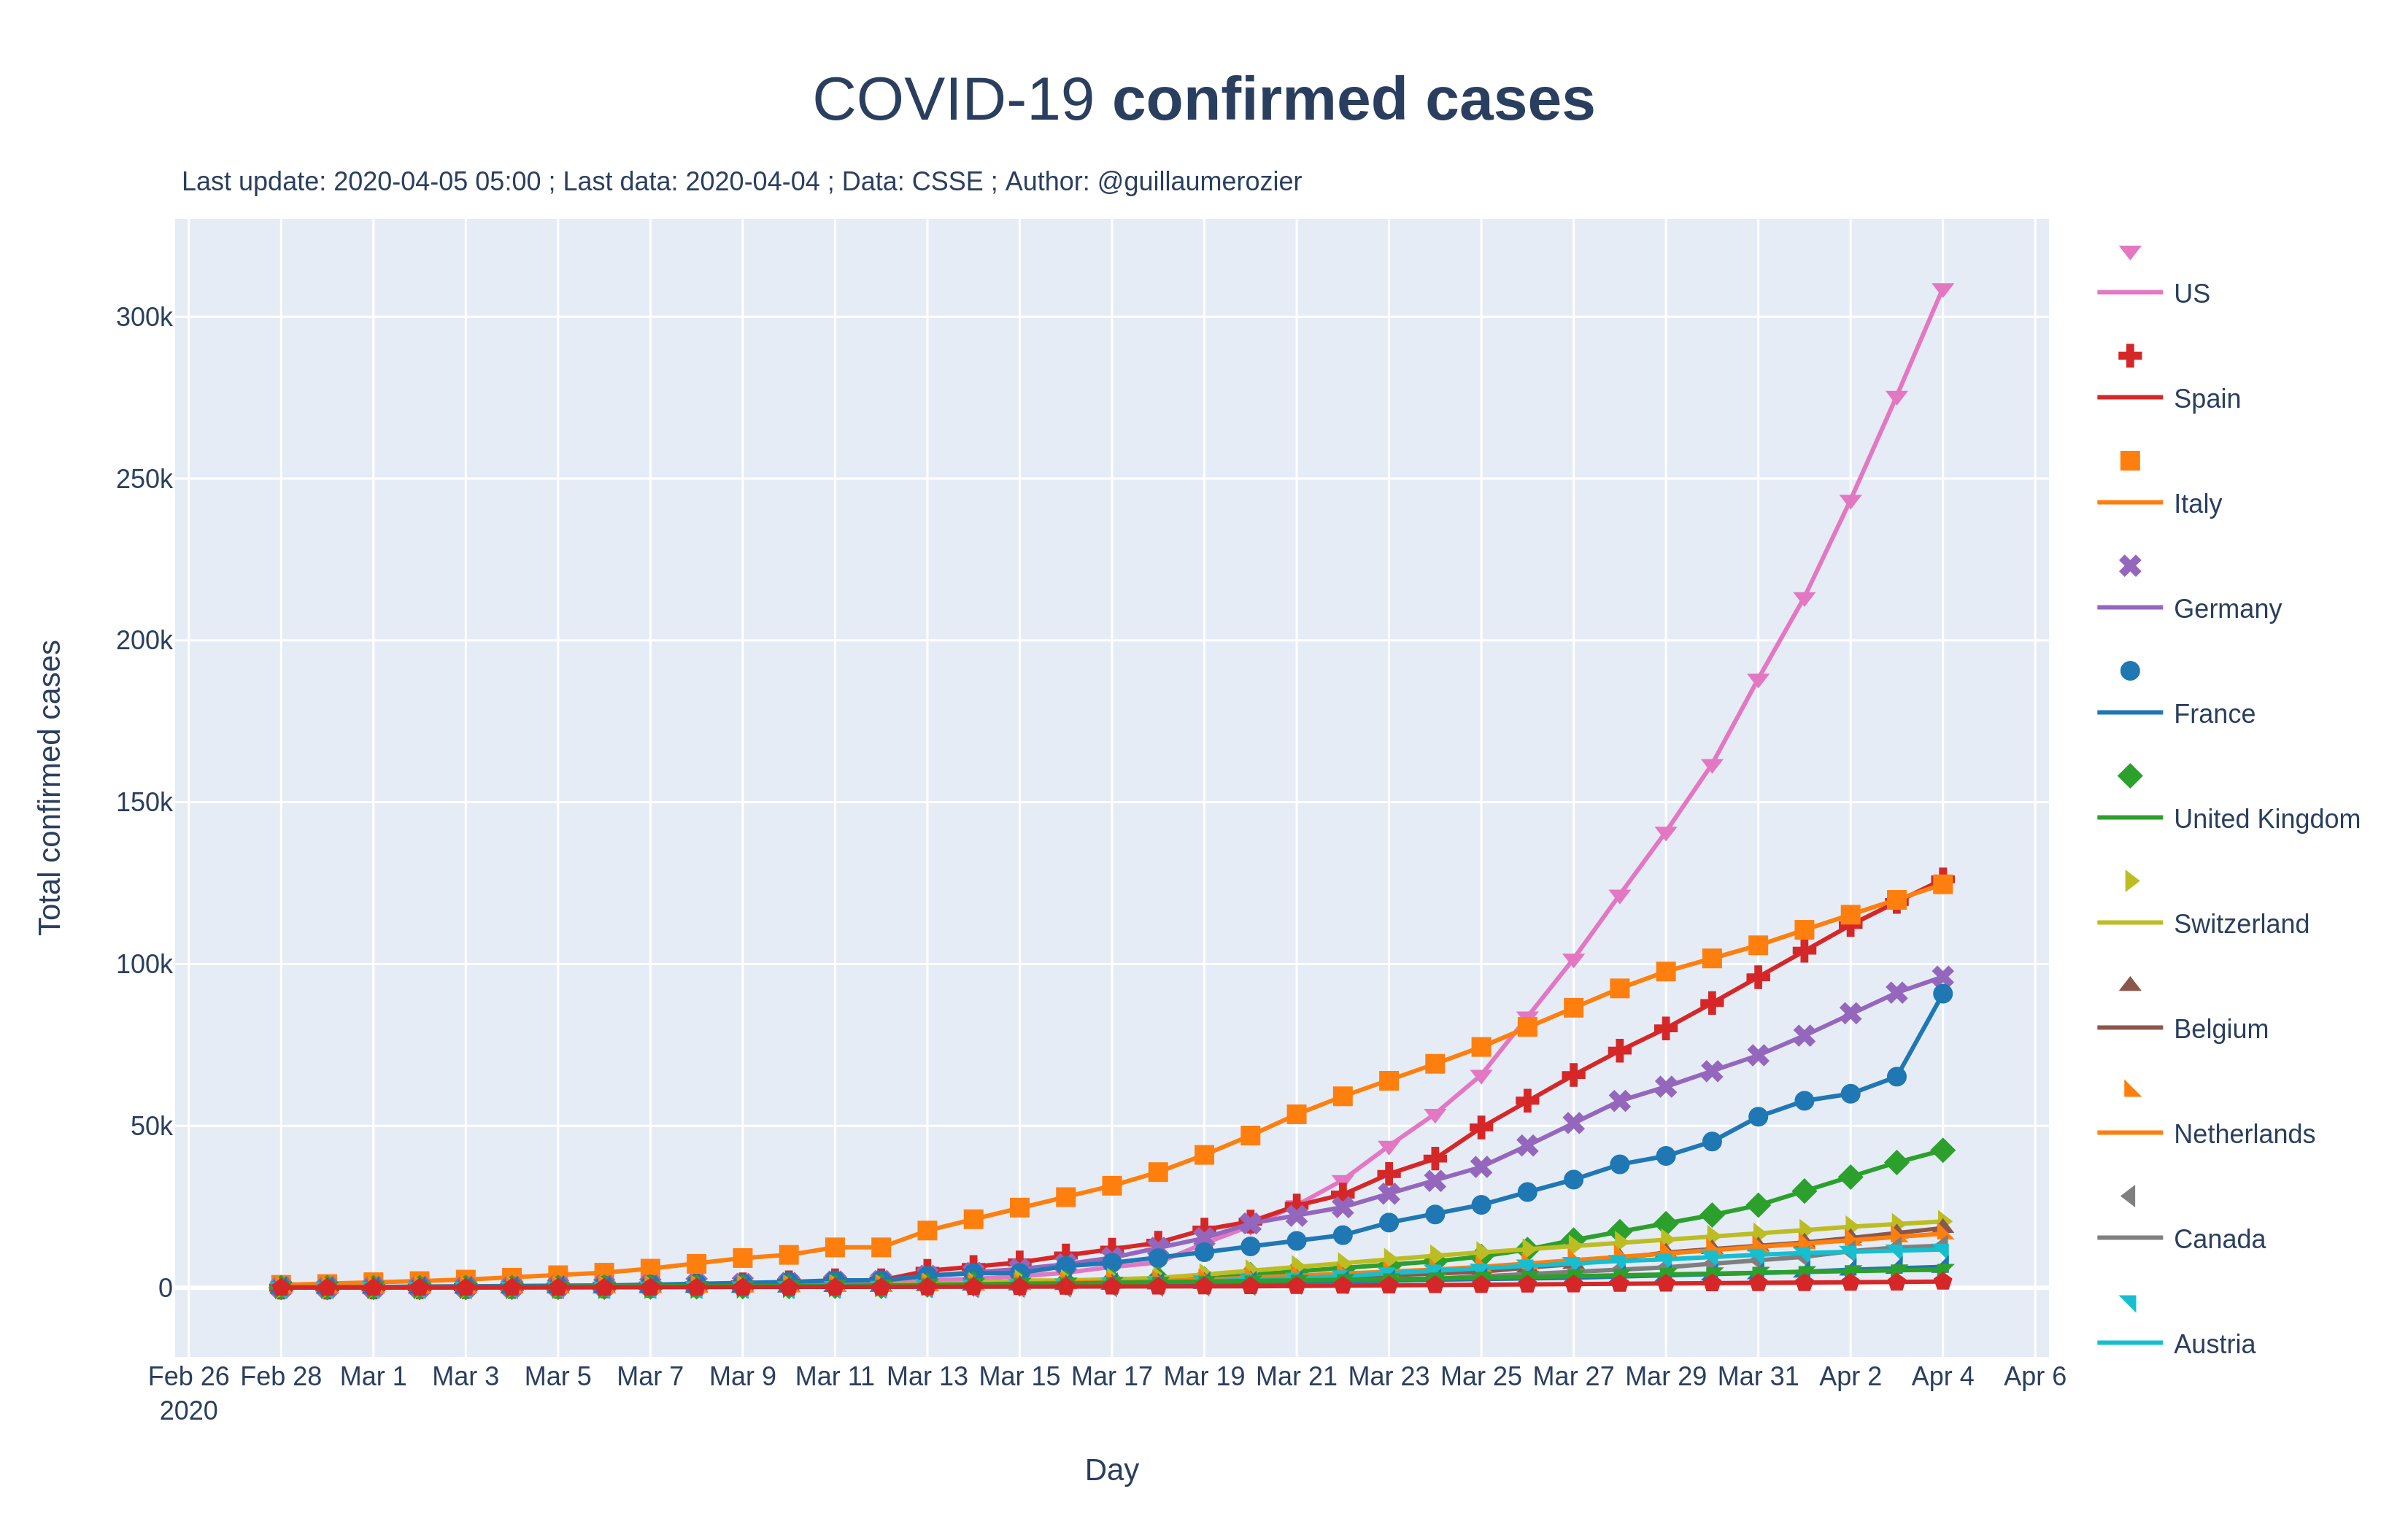 COVID-19 confirmed cases
Last update: 2020-04-05 05:00 ; Last data: 2020-04-04 ; Data: CSSE ; Author: @guillaumerozier
300k
250k
200k
150k
100k
50k
0
Total confirmed cases
Feb 26 Feb 28 Mar 1 Mar 3 Mar 5 Mar 7 Mar 9 Mar 11 Mar 13 Mar 15 Mar 17 Mar 19 Mar 21 Mar 23 Mar 25 Mar 27 Mar 29 Mar 31 Apr 2 Apr 4 Apr 6
2020
Day
US
Spain
Italy
Germany
France
United Kingdom
Switzerland
Belgium
Netherlands
Canada
Austria